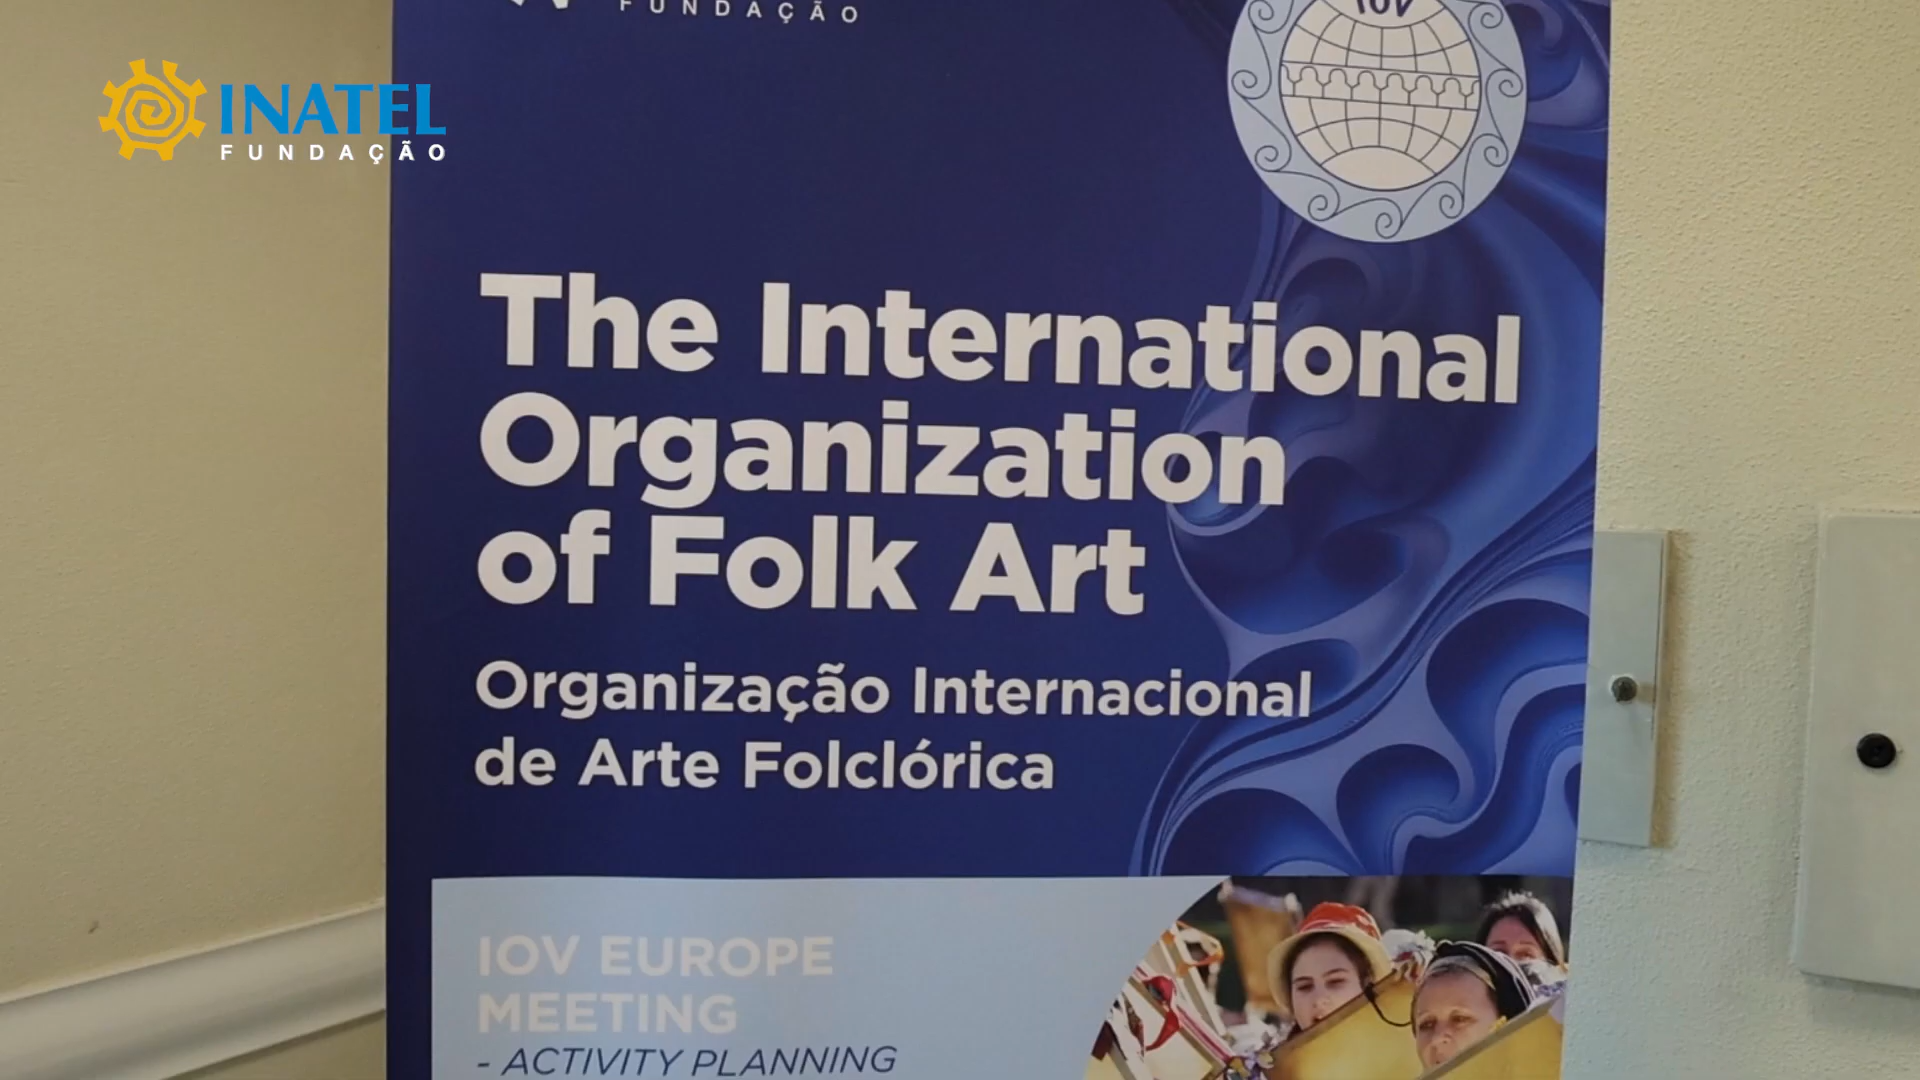 FUNDAÇÃO
IOV
INATEL
FUNDAÇÃO
The International
Organization
of Folk Art
Organização Internacional
de Arte Folclórica
IOV EUROPE
MEETING
- ACTIVITY PLANNING